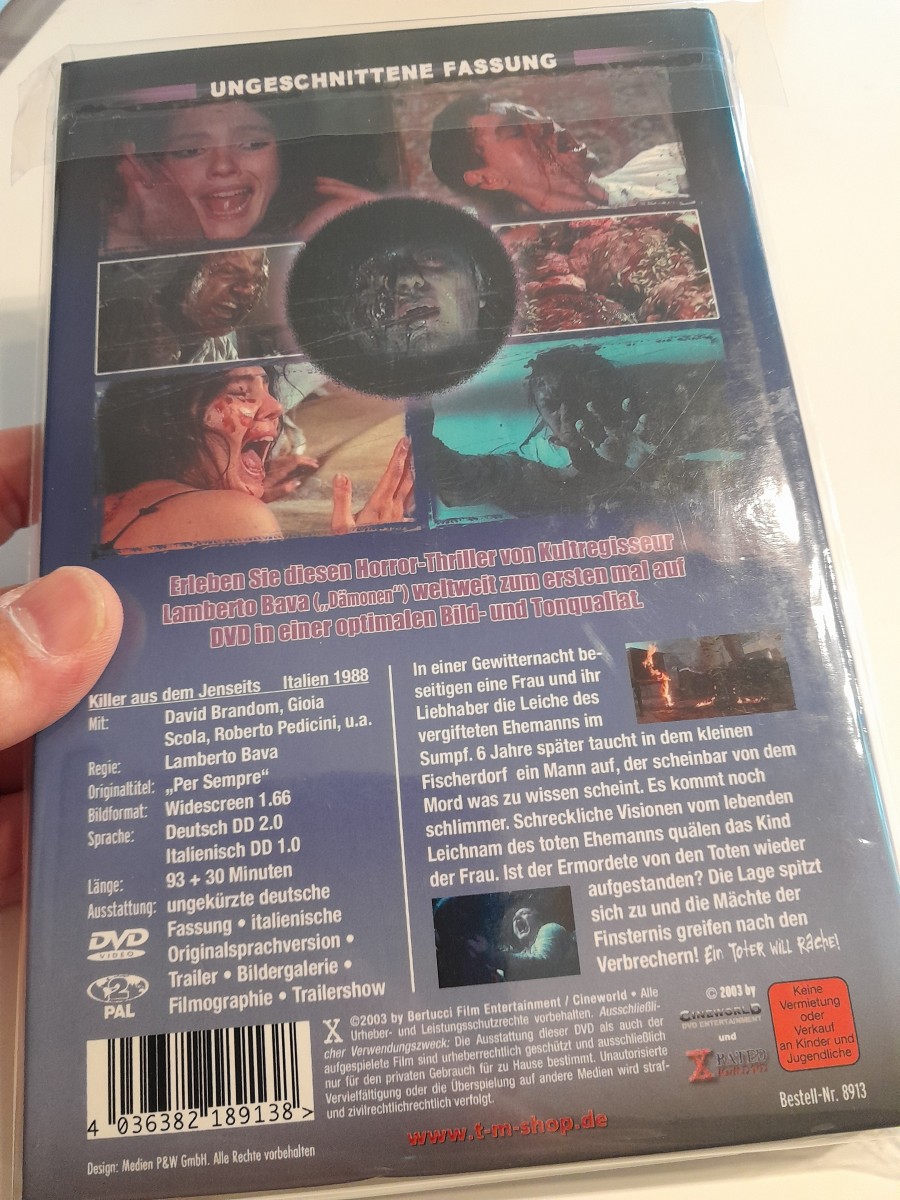 UNGESCHNITTENE FASSUNG
Erleben Sie diesen Horror-Thriller von Kultregisseur
Lamberto Bava („Dämonen“) weltweit zum ersten mal auf
DVD in einer optimalen Bild- und Tonqualiat.
Killer aus dem Jenseits Italien 1988
Mit: David Brandom, Gioia
Scola, Roberto Pedicini, u.a.
Regie: Lamberto Bava
Originaltitel: „Per Sempre“
Bildformat: Widescreen 1.66
Sprache: Deutsch DD 2.0
Italienisch DD 1.0
Länge: 93 + 30 Minuten
Ausstattung: ungekürzte deutsche
Fassung • italienische
Originalsprachversion •
Trailer • Bildergalerie •
Filmographie • Trailershow
DVD
VIDEO
2
PAL
In einer Gewitternacht be-
seitigen eine Frau und ihr
Liebhaber die Leiche des
vergifteten Ehemanns im
Sumpf. 6 Jahre später taucht in dem kleinen
Fischerdorf ein Mann auf, der scheinbar von dem
Mord was zu wissen scheint. Es kommt noch
schlimmer. Schreckliche Visionen vom lebenden
Leichnam des toten Ehemanns quälen das Kind
der Frau. Ist der Ermordete von den Toten wieder
aufgestanden? Die Lage spitzt
sich zu und die Mächte der
Finsternis greifen nach den
Verbrechern! Ein Toter will Rache!
X ©2003 by Bertucci Film Entertainment / Cineworld • Alle
Urheber- und Leistungsschutzrechte vorbehalten. Ausschließli-
cher Verwendungszweck: Die Ausstattung dieser DVD als auch der
aufgespielete Film sind urheberrechtlich geschützt und ausschließlich
nur für den privaten Gebrauch für zu Hause bestimmt. Unautorisierte
Vervielfältigung oder die Überspielung auf andere Medien wird straf-
und zivilrechtlichrechtlich verfolgt.
© 2003 by
CINEWORLD
DVD ENTERTAINMENT
und
Keine
Vermietung
oder
Verkauf
an Kinder und
Jugendliche
Bestell-Nr. 8913
www.t-m-shop.de
4 036382 189138 >
Design: Medien P&W GmbH. Alle Rechte vorbehalten